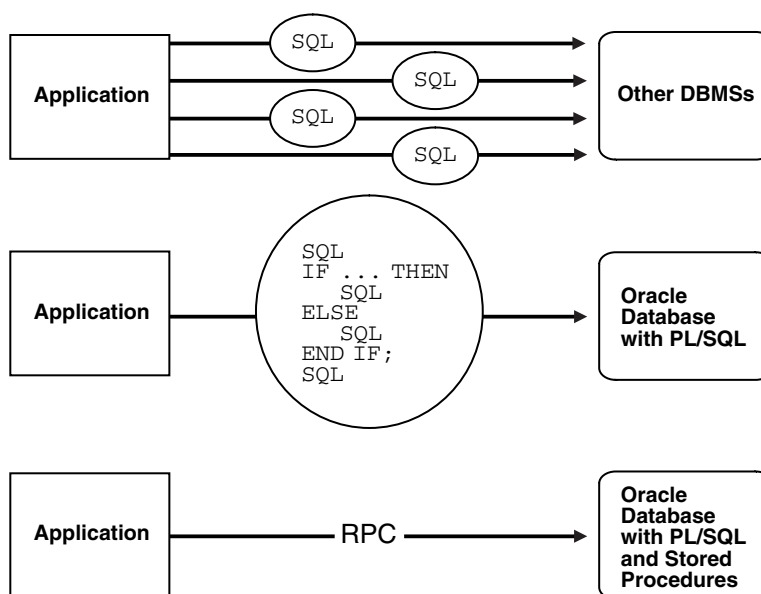 SQL
SQL
SQL
SQL
Application
Other DBMSs
SQL
IF ... THEN
SQL
ELSE
SQL
END IF;
SQL
Application
Oracle
Database
with PL/SQL
Application
RPC
Oracle
Database
with PL/SQL
and Stored
Procedures